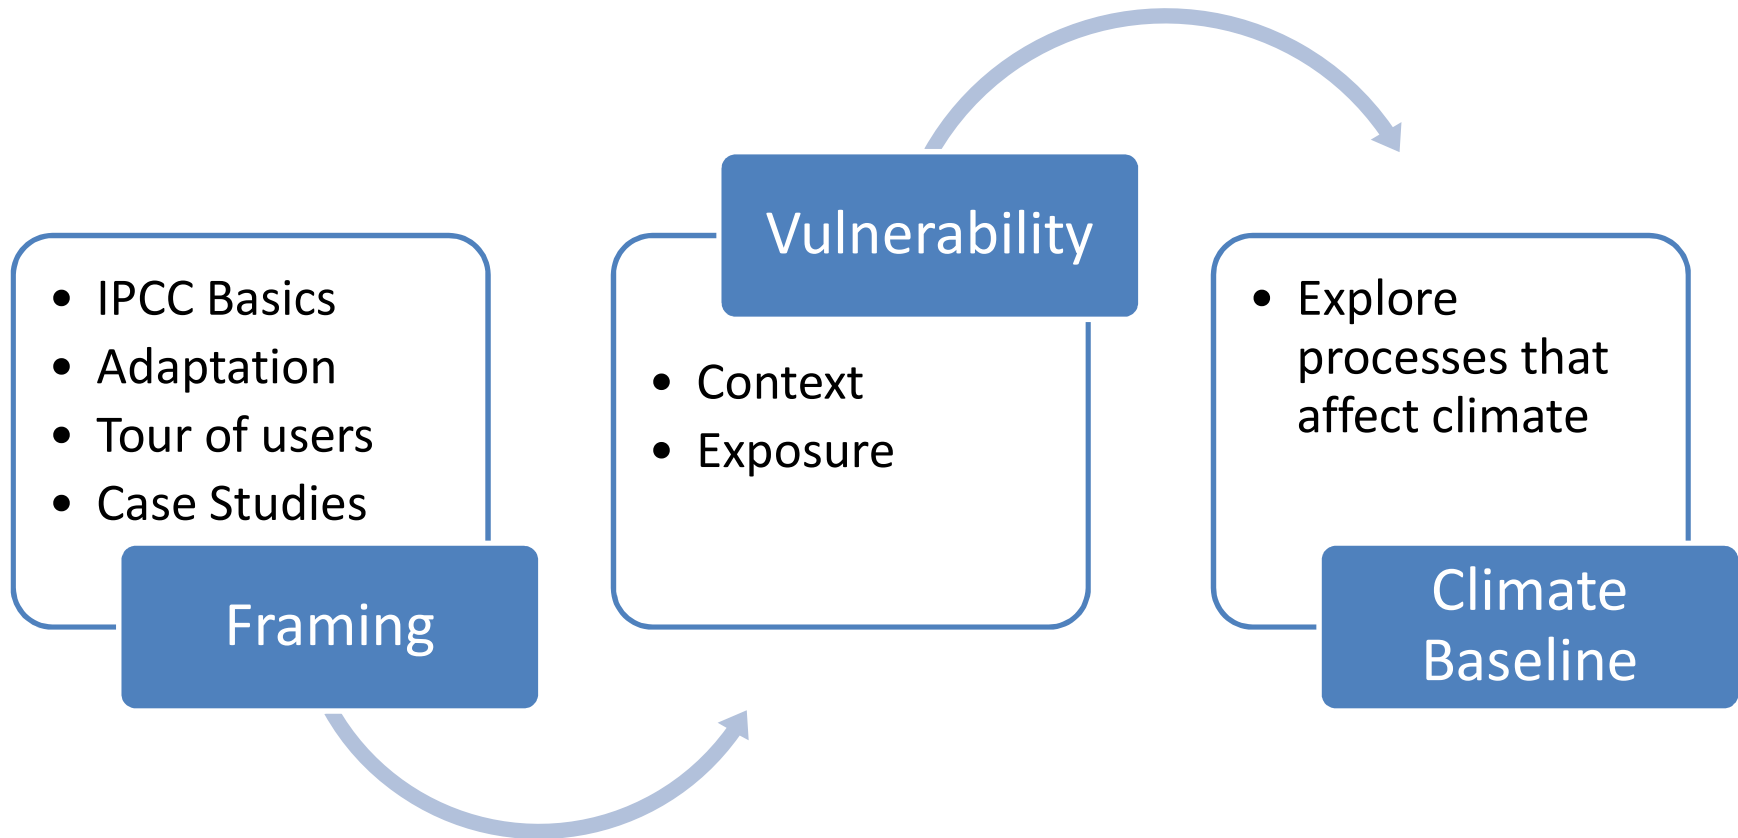 • IPCC Basics
• Adaptation
• Tour of users
• Case Studies
Framing
Vulnerability
• Context
• Exposure
• Explore
processes that
affect climate
Climate
Baseline